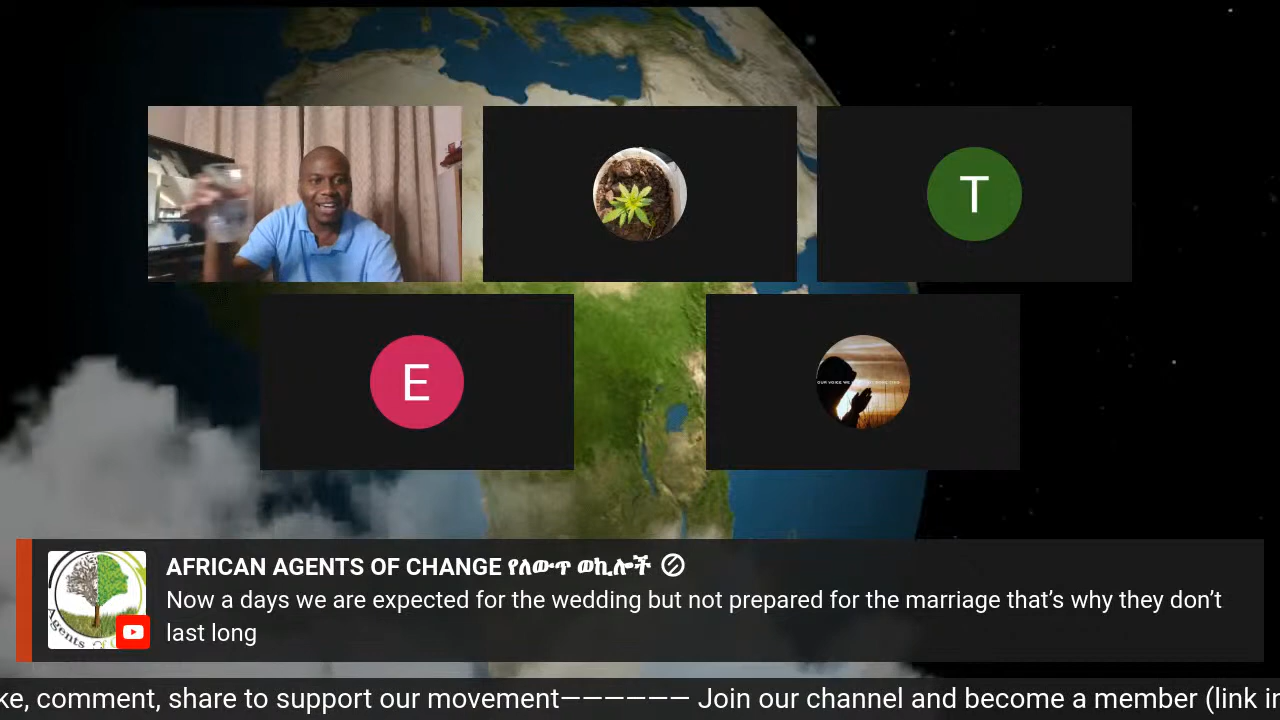 T
E
AFRICAN AGENTS OF CHANGE የለውጥ ወኪሎች
Now a days we are expected for the wedding but not prepared for the marriage that’s why they don’t
last long
Agents
ke, comment, share to support our movement—————— Join our channel and become a member (link in